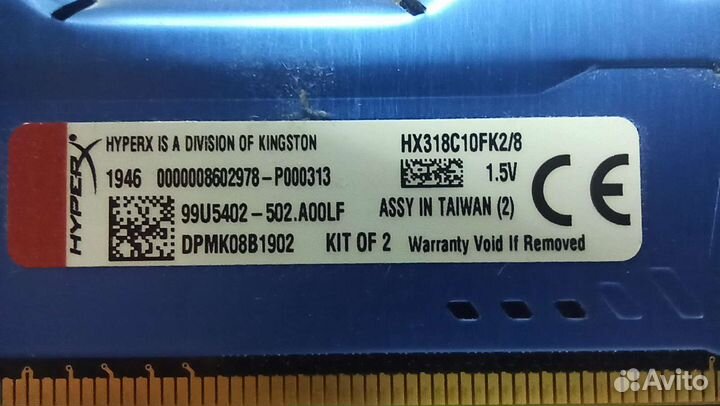 HYPERX
HYPERX IS A DIVISION OF KINGSTON
HX318C10FK2/8
1946 0000008602978-P000313
1.5V
CE
99U5402-502.A00LF
ASSY IN TAIWAN (2)
DPMK08B1902
KIT OF 2
Warranty Void If Removed
Avito